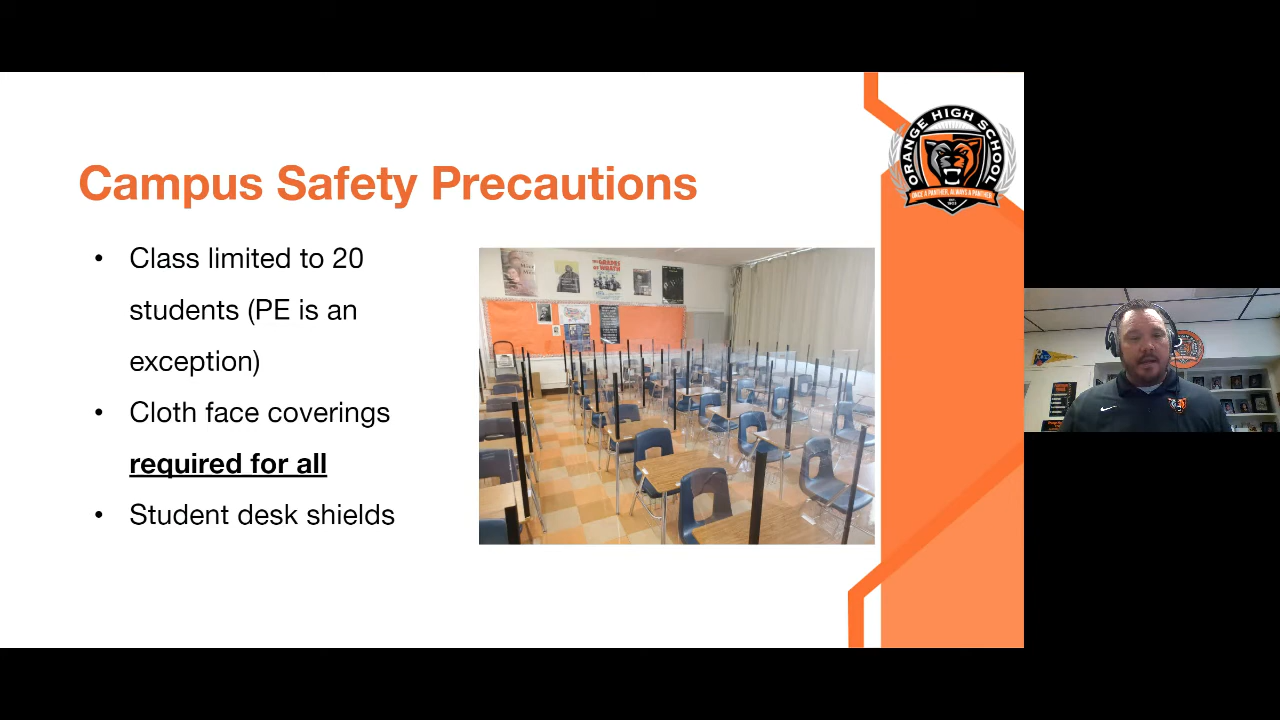 Campus Safety Precautions
• Class limited to 20
students (PE is an
exception)
• Cloth face coverings
required for all
• Student desk shields
ORANGE HIGH SCHOOL
ONCE A PANTHER, ALWAYS A PANTHER
THE GRAPES
OF WRATH